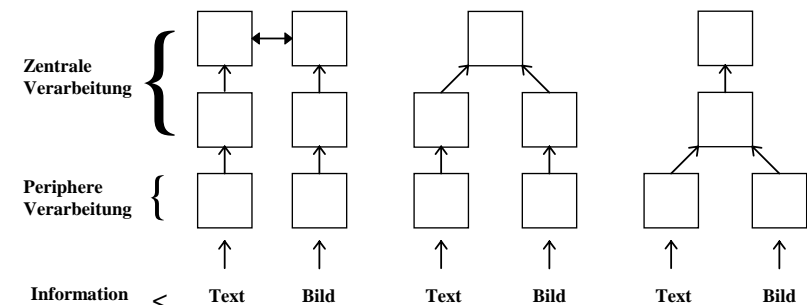 Zentrale
Verarbeitung
Periphere
Verarbeitung
Information
Text Bild Text Bild Text Bild